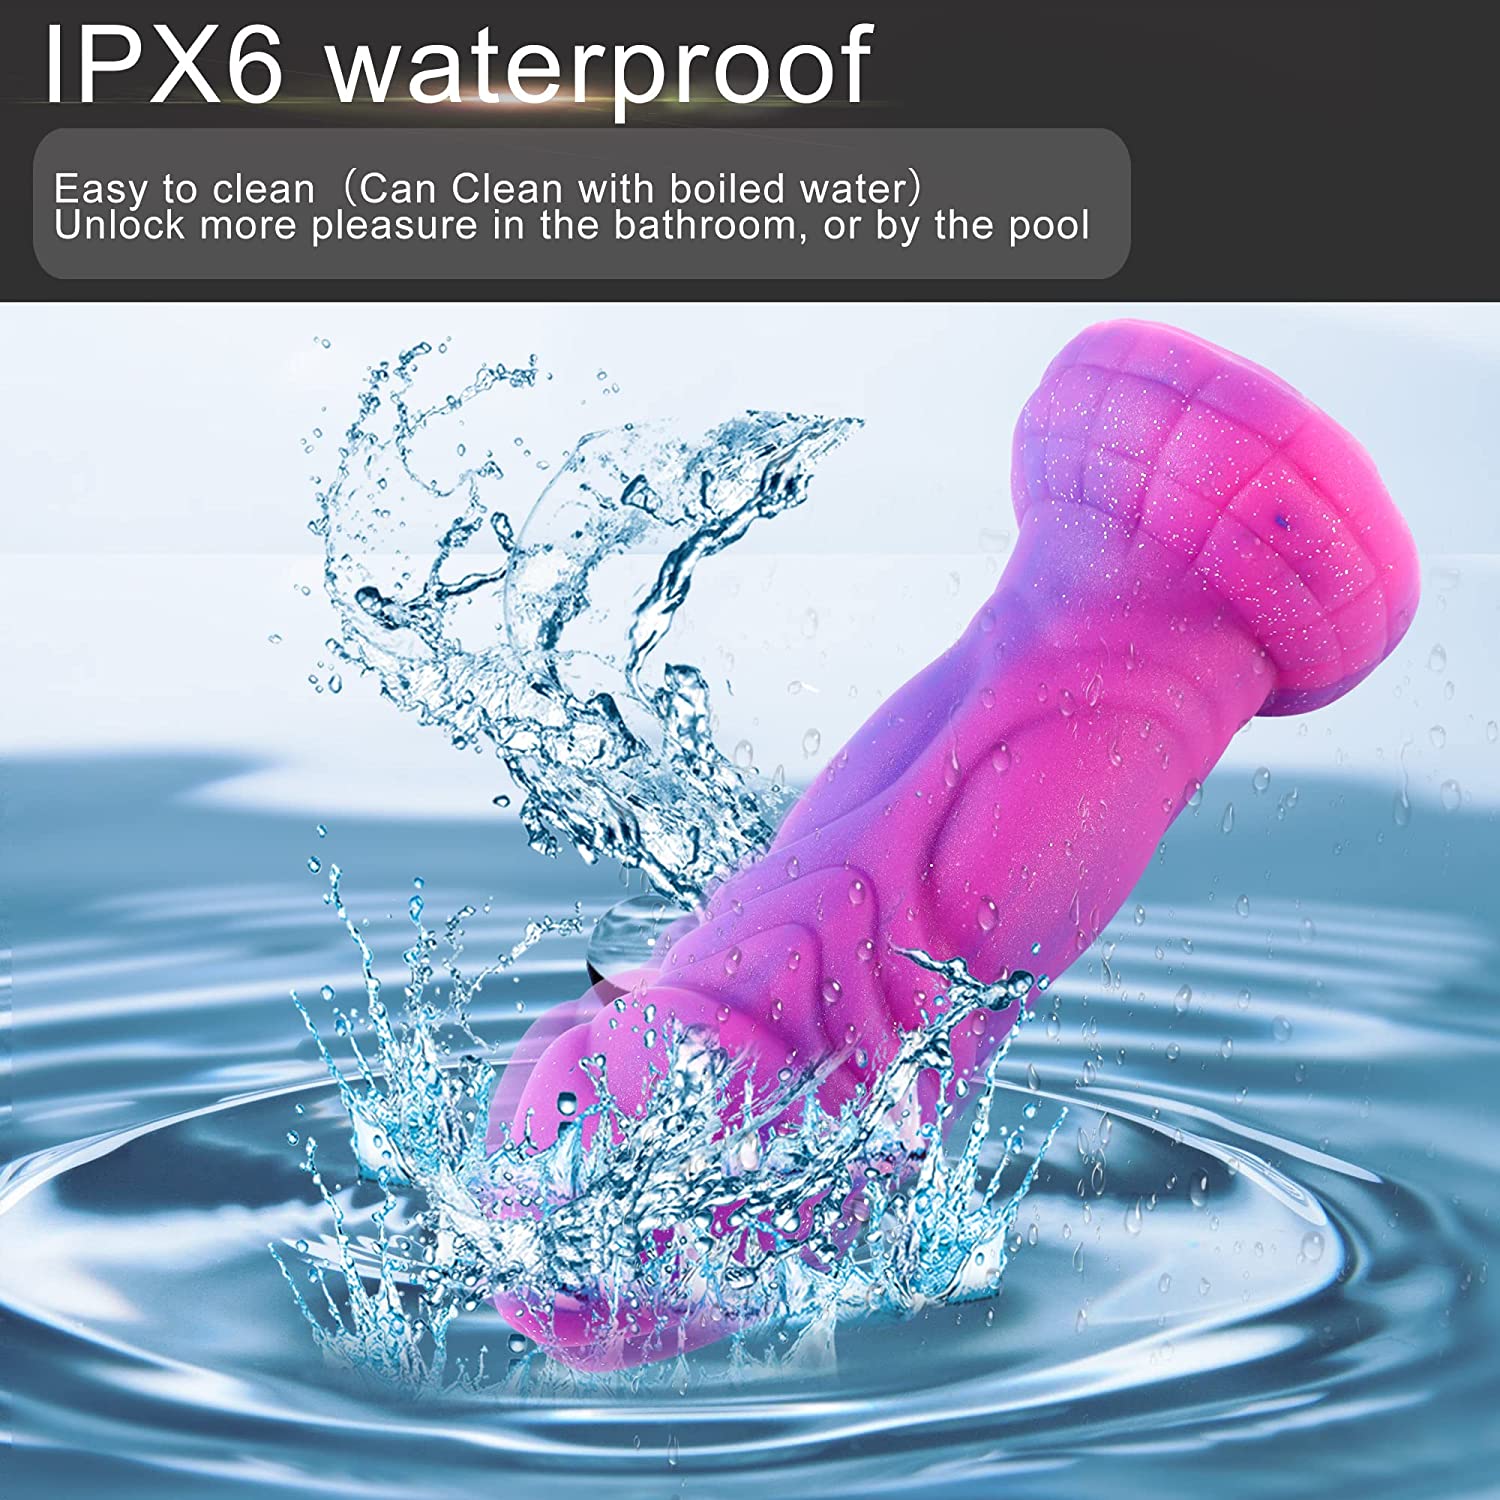 IPX6 waterproof
Easy to clean（Can Clean with boiled water）
Unlock more pleasure in the bathroom, or by the pool